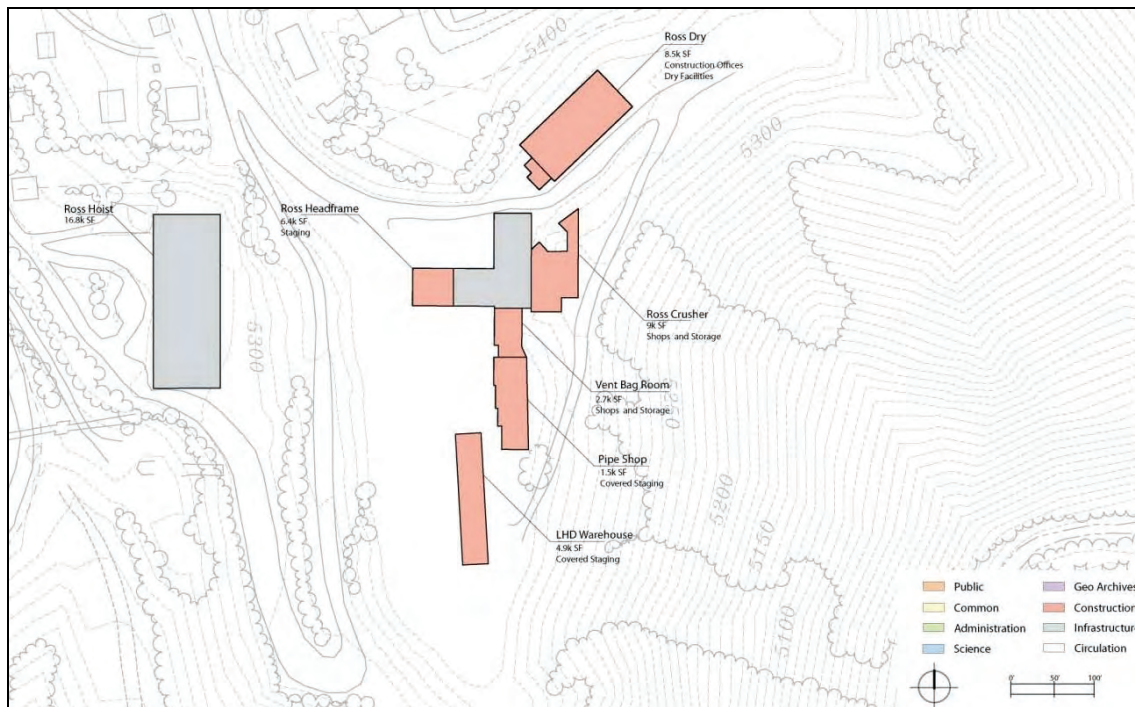 Ross Dry
8.5k SF
Construction Offices
Dry Facilities
5400
5300
Ross Hoist
16.8k SF
Ross Headframe
6.4k SF
Staging
Ross Crusher
9k SF
Shops and Storage
5300
Vent Bag Room
2.7k SF
Shops and Storage
5250
Pipe Shop
1.5k SF
Covered Staging
5200
LHD Warehouse
4.9k SF
Covered Staging
5150
5100
Public
Common
Administration
Science
Geo Archives
Construction
Infrastructure
Circulation
0' 50' 100'